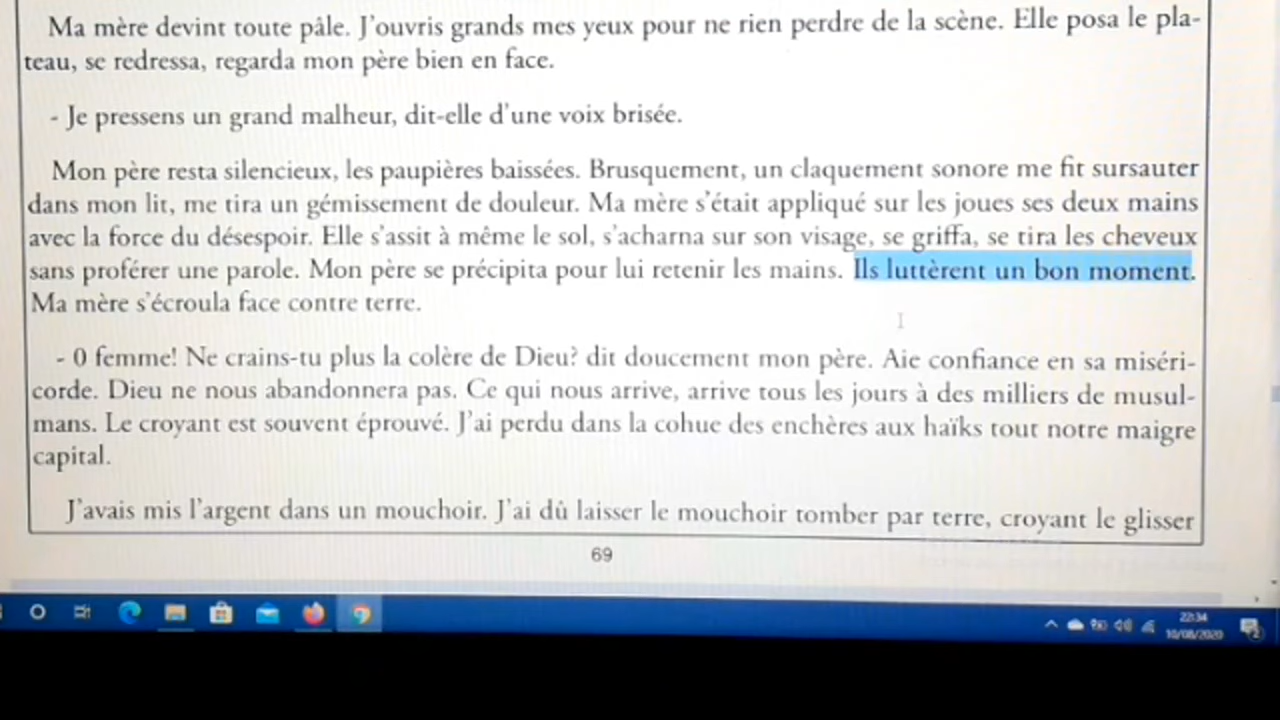 Ma mère devint toute pâle. J'ouvris grands mes yeux pour ne rien perdre de la scène. Elle posa le pla-
teau, se redressa, regarda mon père bien en face.
- Je pressens un grand malheur, dit-elle d'une voix brisée.
Mon père resta silencieux, les paupières baissées. Brusquement, un claquement sonore me fit sursauter
dans mon lit, me tira un gémissement de douleur. Ma mère s'était appliqué sur les joues ses deux mains
avec la force du désespoir. Elle s'assit à même le sol, s'acharna sur son visage, se griffa, se tira les cheveux
sans proférer une parole. Mon père se précipita pour lui retenir les mains. Ils luttèrent un bon moment.
Ma mère s'écroula face contre terre.
- 0 femme! Ne crains-tu plus la colère de Dieu? dit doucement mon père. Aie confiance en sa miséri-
corde. Dieu ne nous abandonnera pas. Ce qui nous arrive, arrive tous les jours à des milliers de musul-
mans. Le croyant est souvent éprouvé. J'ai perdu dans la cohue des enchères aux haïks tout notre maigre
capital.
J'avais mis l'argent dans un mouchoir. J'ai dû laisser le mouchoir tomber par terre, croyant le glisser
69
22:34
10/08/2020